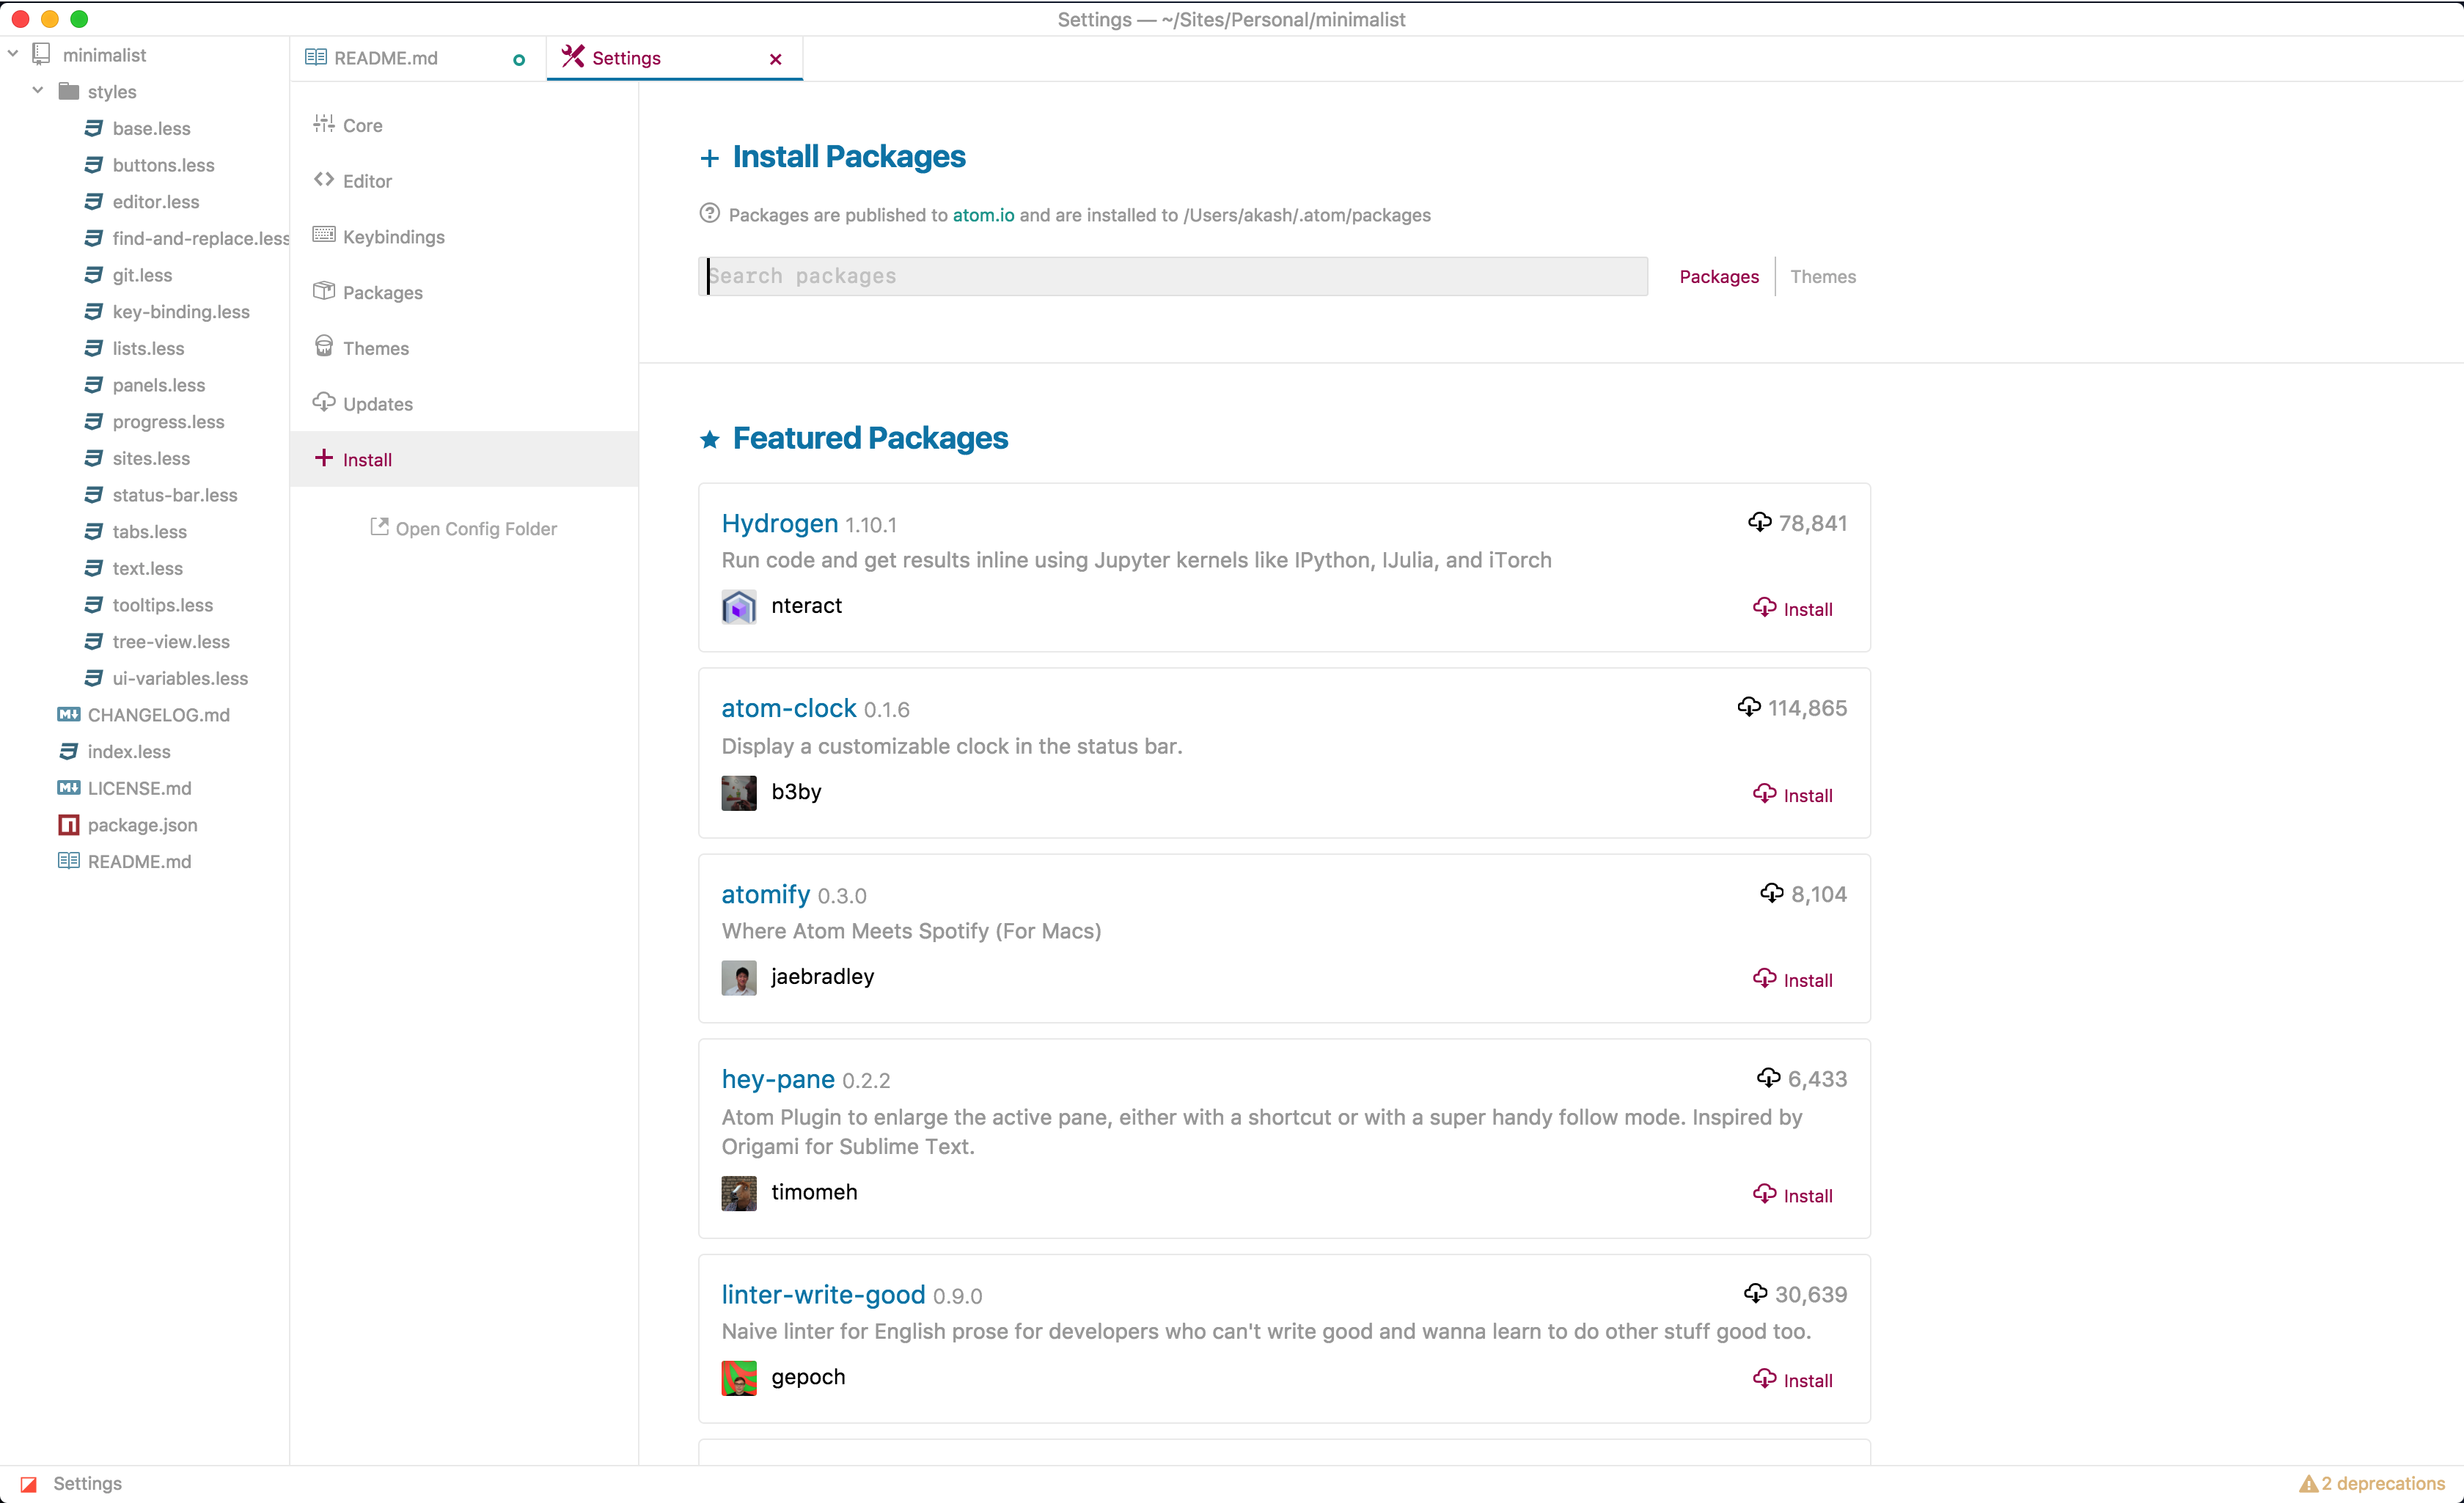 Settings — ~/Sites/Personal/minimalist
minimalist
styles
base.less
buttons.less
editor.less
find-and-replace.less
git.less
key-binding.less
lists.less
panels.less
progress.less
sites.less
status-bar.less
tabs.less
text.less
tooltips.less
tree-view.less
ui-variables.less
CHANGELOG.md
index.less
LICENSE.md
package.json
README.md
README.md
Settings
Core
Editor
Keybindings
Packages
Themes
Updates
Install
Open Config Folder
Install Packages
Packages are published to atom.io and are installed to /Users/akash/.atom/packages
Search packages
Packages
Themes
Featured Packages
Hydrogen 1.10.1
78,841
Run code and get results inline using Jupyter kernels like IPython, IJulia, and iTorch
nteract
Install
atom-clock 0.1.6
114,865
Display a customizable clock in the status bar.
b3by
Install
atomify 0.3.0
8,104
Where Atom Meets Spotify (For Macs)
jaebradley
Install
hey-pane 0.2.2
6,433
Atom Plugin to enlarge the active pane, either with a shortcut or with a super handy follow mode. Inspired by
Origami for Sublime Text.
timomeh
Install
linter-write-good 0.9.0
30,639
Naive linter for English prose for developers who can't write good and wanna learn to do other stuff good too.
gepoch
Install
Settings
2 deprecations